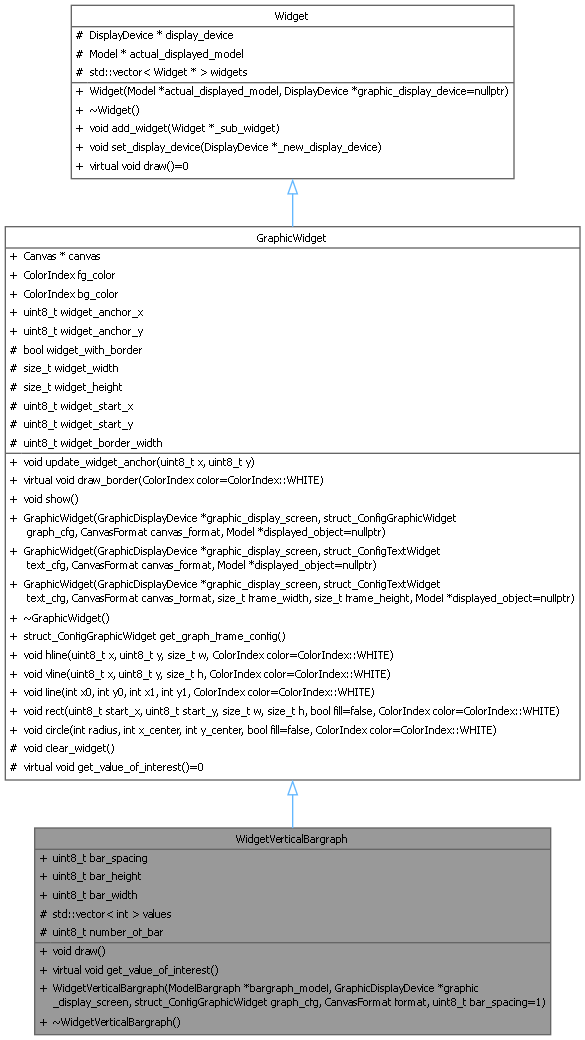 Widget
# DisplayDevice * display_device
# Model * actual_displayed_model
# std::vector< Widget * > widgets
+ Widget(Model *actual_displayed_model, DisplayDevice *graphic_display_device=nullptr)
+ ~Widget()
+ void add_widget(Widget *_sub_widget)
+ void set_display_device(DisplayDevice *_new_display_device)
+ virtual void draw()=0
GraphicWidget
+ Canvas * canvas
+ ColorIndex fg_color
+ ColorIndex bg_color
+ uint8_t widget_anchor_x
+ uint8_t widget_anchor_y
# bool widget_with_border
# size_t widget_width
# size_t widget_height
# uint8_t widget_start_x
# uint8_t widget_start_y
# uint8_t widget_border_width
+ void update_widget_anchor(uint8_t x, uint8_t y)
+ virtual void draw_border(ColorIndex color=ColorIndex::WHITE)
+ void show()
+ GraphicWidget(GraphicDisplayDevice *graphic_display_screen, struct_ConfigGraphicWidget
graph_cfg, CanvasFormat canvas_format, Model *displayed_object=nullptr)
+ GraphicWidget(GraphicDisplayDevice *graphic_display_screen, struct_ConfigTextWidget
text_cfg, CanvasFormat canvas_format, Model *displayed_object=nullptr)
+ GraphicWidget(GraphicDisplayDevice *graphic_display_screen, struct_ConfigTextWidget
text_cfg, CanvasFormat canvas_format, size_t frame_width, size_t frame_height, Model *displayed_object=nullptr)
+ ~GraphicWidget()
+ struct_ConfigGraphicWidget get_graph_frame_config()
+ void hline(uint8_t x, uint8_t y, size_t w, ColorIndex color=ColorIndex::WHITE)
+ void vline(uint8_t x, uint8_t y, size_t h, ColorIndex color=ColorIndex::WHITE)
+ void line(int x0, int y0, int x1, int y1, ColorIndex color=ColorIndex::WHITE)
+ void rect(uint8_t start_x, uint8_t start_y, size_t w, size_t h, bool fill=false, ColorIndex color=ColorIndex::WHITE)
+ void circle(int radius, int x_center, int y_center, bool fill=false, ColorIndex color=ColorIndex::WHITE)
# void clear_widget()
# virtual void get_value_of_interest()=0
WidgetVerticalBargraph
+ uint8_t bar_spacing
+ uint8_t bar_height
+ uint8_t bar_width
# std::vector< int > values
# uint8_t number_of_bar
+ void draw()
+ virtual void get_value_of_interest()
+ WidgetVerticalBargraph(ModelBargraph *bargraph_model, GraphicDisplayDevice *graphic
_display_screen, struct_ConfigGraphicWidget graph_cfg, CanvasFormat format, uint8_t bar_spacing=1)
+ ~WidgetVerticalBargraph()